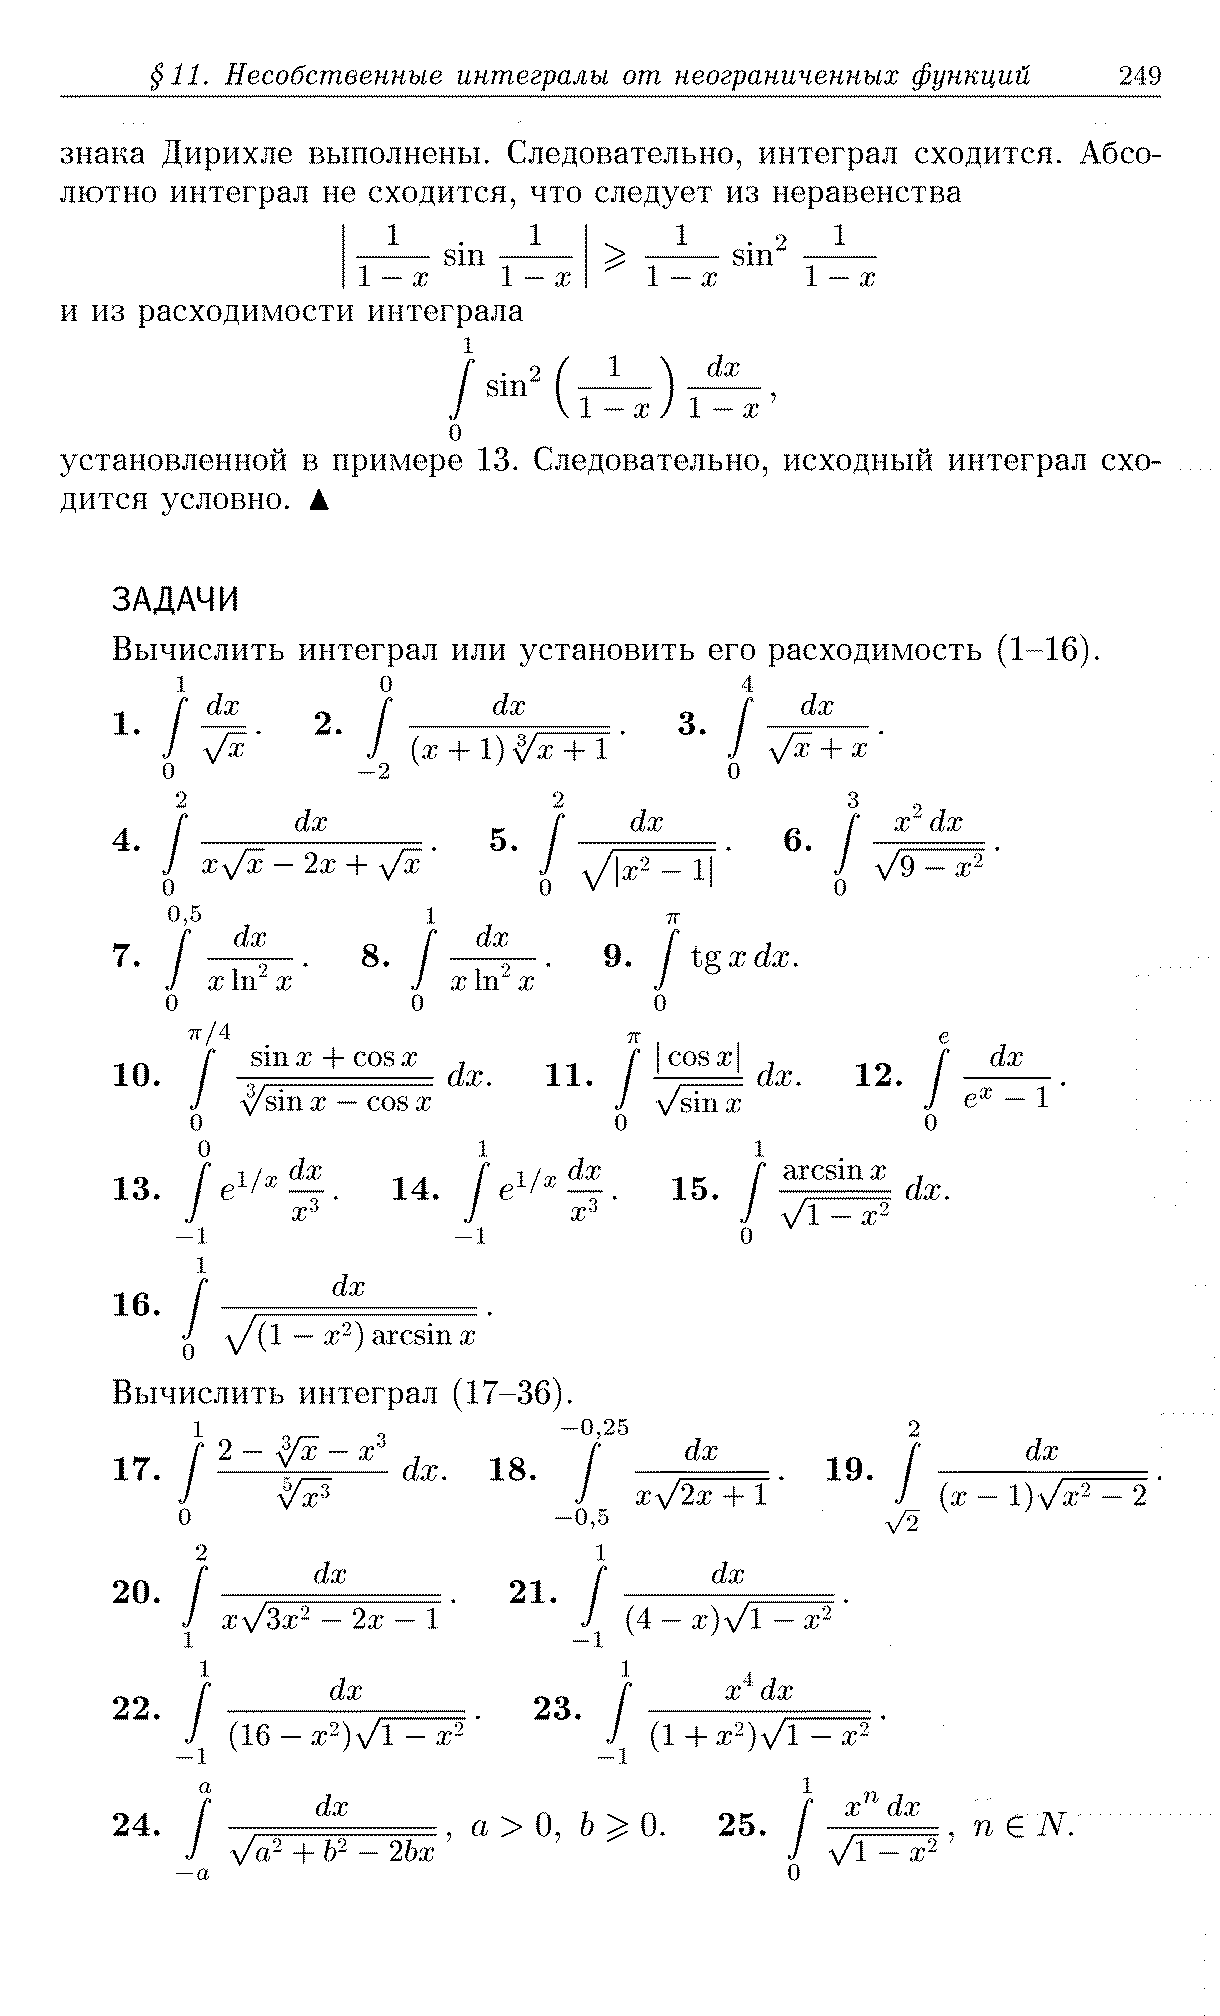 § 11. Несобственные интегралы от неограниченных функций 249
знака Дирихле выполнены. Следовательно, интеграл сходится. Абсо-
лютно интеграл не сходится, что следует из неравенства
$\left|\frac{1}{1-x}\sin\frac{1}{1-x}\right| \geqslant \frac{1}{1-x}\sin^2\frac{1}{1-x}$
и из расходимости интеграла
$\int_0^1 \sin^2\left(\frac{1}{1-x}\right)\frac{dx}{1-x},$
установленной в примере 13. Следовательно, исходный интеграл схо-
дится условно. ▲
ЗАДАЧИ
Вычислить интеграл или установить его расходимость (1–16).
1. $\int_0^1 \frac{dx}{\sqrt{x}}.$ 2. $\int_{-2}^0 \frac{dx}{(x+1)\sqrt[3]{x+1}}.$ 3. $\int_0^4 \frac{dx}{\sqrt{x}+x}.$
4. $\int_0^2 \frac{dx}{x\sqrt{x}-2x+\sqrt{x}}.$ 5. $\int_0^2 \frac{dx}{\sqrt{|x^2-1|}}.$ 6. $\int_0^3 \frac{x^2\,dx}{\sqrt{9-x^2}}.$
7. $\int_0^{0,5} \frac{dx}{x\ln^2 x}.$ 8. $\int_0^1 \frac{dx}{x\ln^2 x}.$ 9. $\int_0^\pi \operatorname{tg} x\,dx.$
10. $\int_0^{\pi/4} \frac{\sin x+\cos x}{\sqrt[3]{\sin x-\cos x}}\,dx.$ 11. $\int_0^\pi \frac{|\cos x|}{\sqrt{\sin x}}\,dx.$ 12. $\int_0^e \frac{dx}{e^x-1}.$
13. $\int_{-1}^0 e^{1/x}\frac{dx}{x^3}.$ 14. $\int_{-1}^1 e^{1/x}\frac{dx}{x^3}.$ 15. $\int_0^1 \frac{\arcsin x}{\sqrt{1-x^2}}\,dx.$
16. $\int_0^1 \frac{dx}{\sqrt{(1-x^2)\arcsin x}}.$
Вычислить интеграл (17–36).
17. $\int_0^1 \frac{2-\sqrt[3]{x}-x^3}{\sqrt[5]{x^3}}\,dx.$ 18. $\int_{-0,5}^{-0,25} \frac{dx}{x\sqrt{2x+1}}.$ 19. $\int_{\sqrt{2}}^2 \frac{dx}{(x-1)\sqrt{x^2-2}}.$
20. $\int_1^2 \frac{dx}{x\sqrt{3x^2-2x-1}}.$ 21. $\int_{-1}^1 \frac{dx}{(4-x)\sqrt{1-x^2}}.$
22. $\int_{-1}^1 \frac{dx}{(16-x^2)\sqrt{1-x^2}}.$ 23. $\int_{-1}^1 \frac{x^4\,dx}{(1+x^2)\sqrt{1-x^2}}.$
24. $\int_{-a}^a \frac{dx}{\sqrt{a^2+b^2-2bx}},\ a>0,\ b\geqslant 0.$ 25. $\int_0^1 \frac{x^n\,dx}{\sqrt{1-x^2}},\ n\in N.$